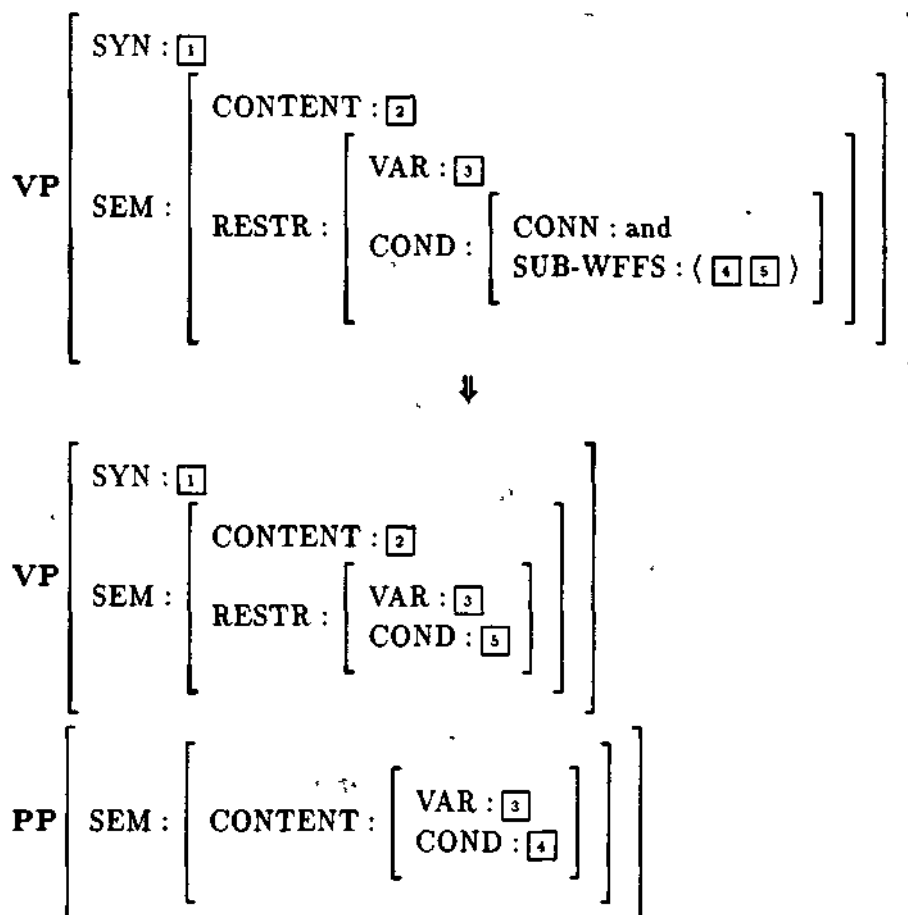 SYN : 1
CONTENT : 2
VAR : 3
VP
SEM :
RESTR :
COND :
CONN : and
SUB-WFFS : ⟨ 4 5 ⟩
⇓
SYN : 1
CONTENT : 2
VP
SEM :
RESTR :
VAR : 3
COND : 5
PP
SEM :
CONTENT :
VAR : 3
COND : 4